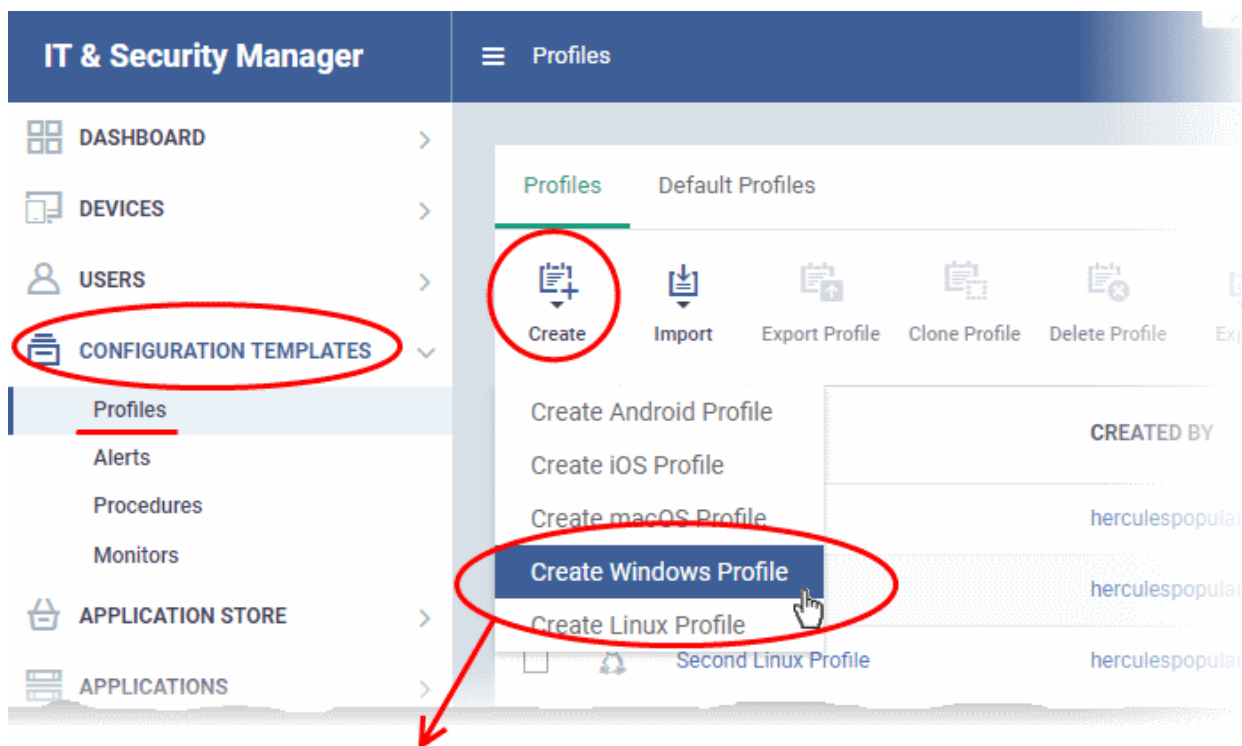 IT & Security Manager
Profiles
DASHBOARD
DEVICES
USERS
CONFIGURATION TEMPLATES
Profiles
Alerts
Procedures
Monitors
APPLICATION STORE
APPLICATIONS
Profiles Default Profiles
Create Import Export Profile Clone Profile Delete Profile
Create Android Profile
Create iOS Profile
Create macOS Profile
Create Windows Profile
Create Linux Profile
CREATED BY
herculespopular
herculespopular
Second Linux Profile herculespopular